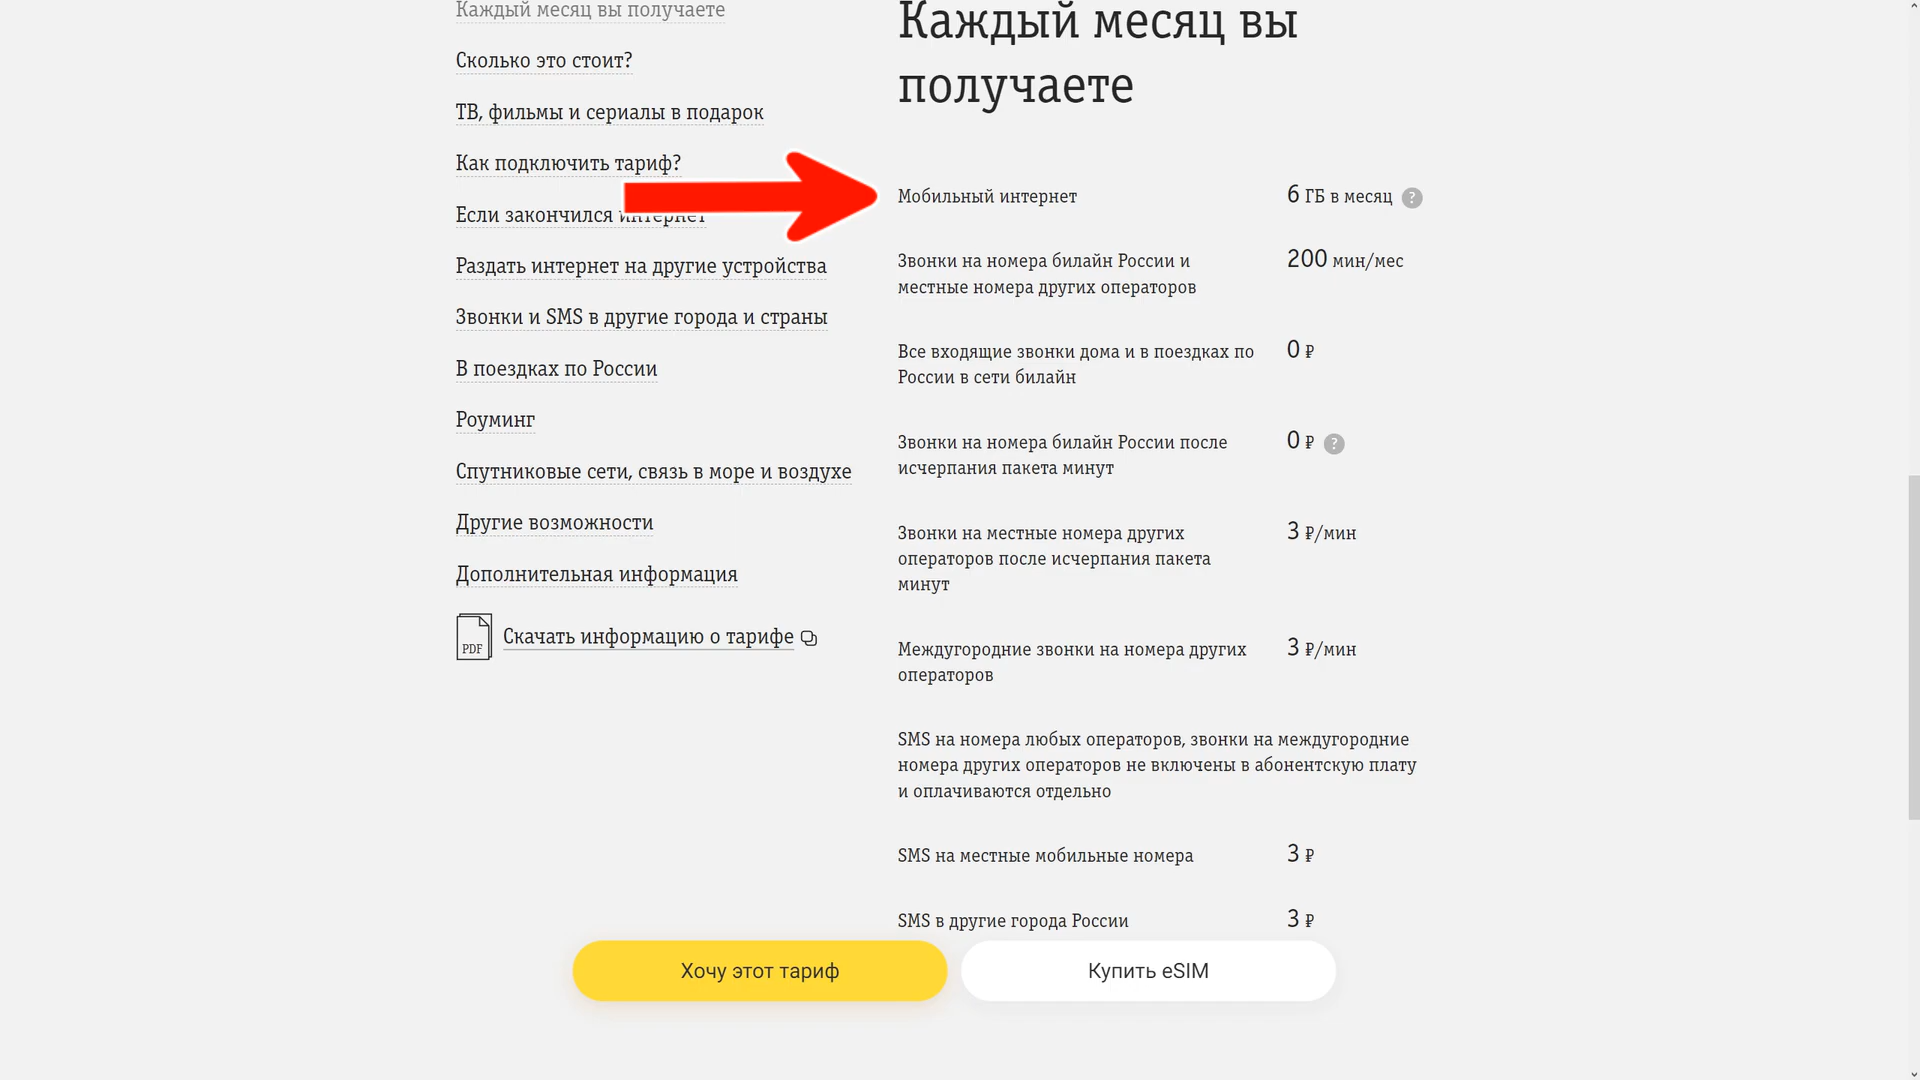 Каждый месяц вы получаете
Сколько это стоит?
ТВ, фильмы и сериалы в подарок
Как подключить тариф?
Если закончился интернет
Раздать интернет на другие устройства
Звонки и SMS в другие города и страны
В поездках по России
Роуминг
Спутниковые сети, связь в море и воздухе
Другие возможности
Дополнительная информация
PDF
Скачать информацию о тарифе
Каждый месяц вы
получаете
Мобильный интернет
6 ГБ в месяц ?
Звонки на номера билайн России и
местные номера других операторов
200 мин/мес
Все входящие звонки дома и в поездках по
России в сети билайн
0 ₽
Звонки на номера билайн России после
исчерпания пакета минут
0 ₽ ?
Звонки на местные номера других
операторов после исчерпания пакета
минут
3 ₽/мин
Междугородние звонки на номера других
операторов
3 ₽/мин
SMS на номера любых операторов, звонки на междугородние
номера других операторов не включены в абонентскую плату
и оплачиваются отдельно
SMS на местные мобильные номера
3 ₽
SMS в другие города России
3 ₽
Хочу этот тариф
Купить eSIM